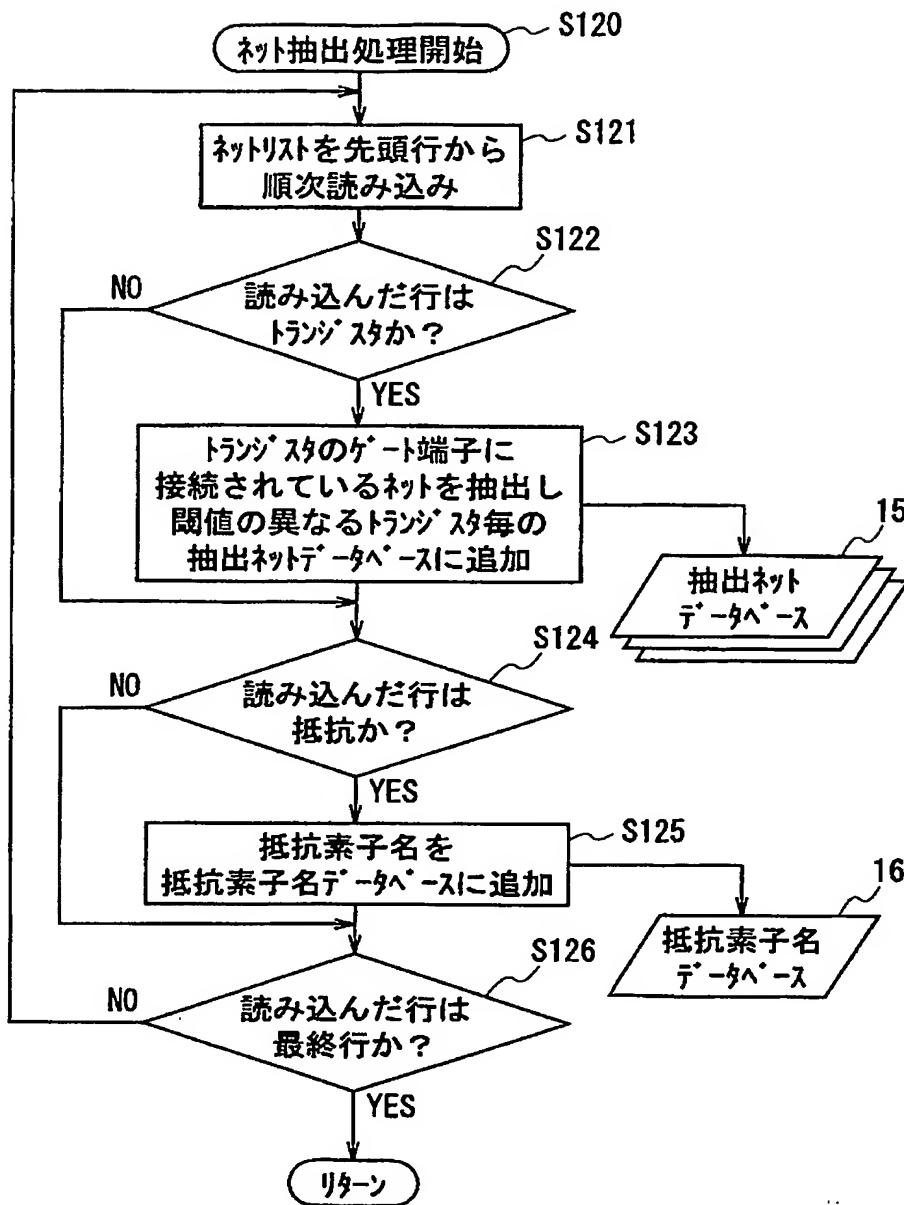 ネット抽出処理開始
S120
ネットリストを先頭行から
順次読み込み
S121
読み込んだ行は
トランジスタか?
S122
NO
YES
トランジスタのゲート端子に
接続されているネットを抽出し
閾値の異なるトランジスタ毎の
抽出ネットデータベースに追加
S123
抽出ネット
データベース
15
読み込んだ行は
抵抗か?
S124
NO
YES
抵抗素子名を
抵抗素子名データベースに追加
S125
抵抗素子名
データベース
16
読み込んだ行は
最終行か?
S126
NO
YES
リターン